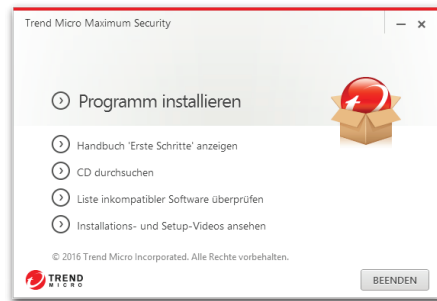 Trend Micro Maximum Security
Programm installieren
Handbuch 'Erste Schritte' anzeigen
CD durchsuchen
Liste inkompatibler Software überprüfen
Installations- und Setup-Videos ansehen
© 2016 Trend Micro Incorporated. Alle Rechte vorbehalten.
TREND
MICRO
BEENDEN